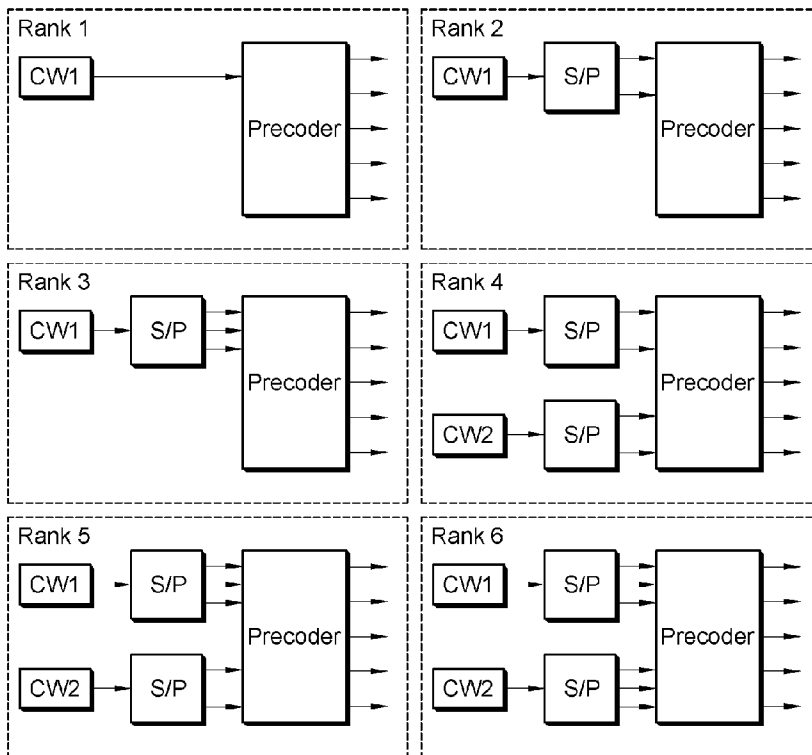 Rank 1
CW1
Precoder
Rank 2
CW1
S/P
Precoder
Rank 3
CW1
S/P
Precoder
Rank 4
CW1
S/P
Precoder
CW2
S/P
Rank 5
CW1
S/P
Precoder
CW2
S/P
Rank 6
CW1
S/P
Precoder
CW2
S/P